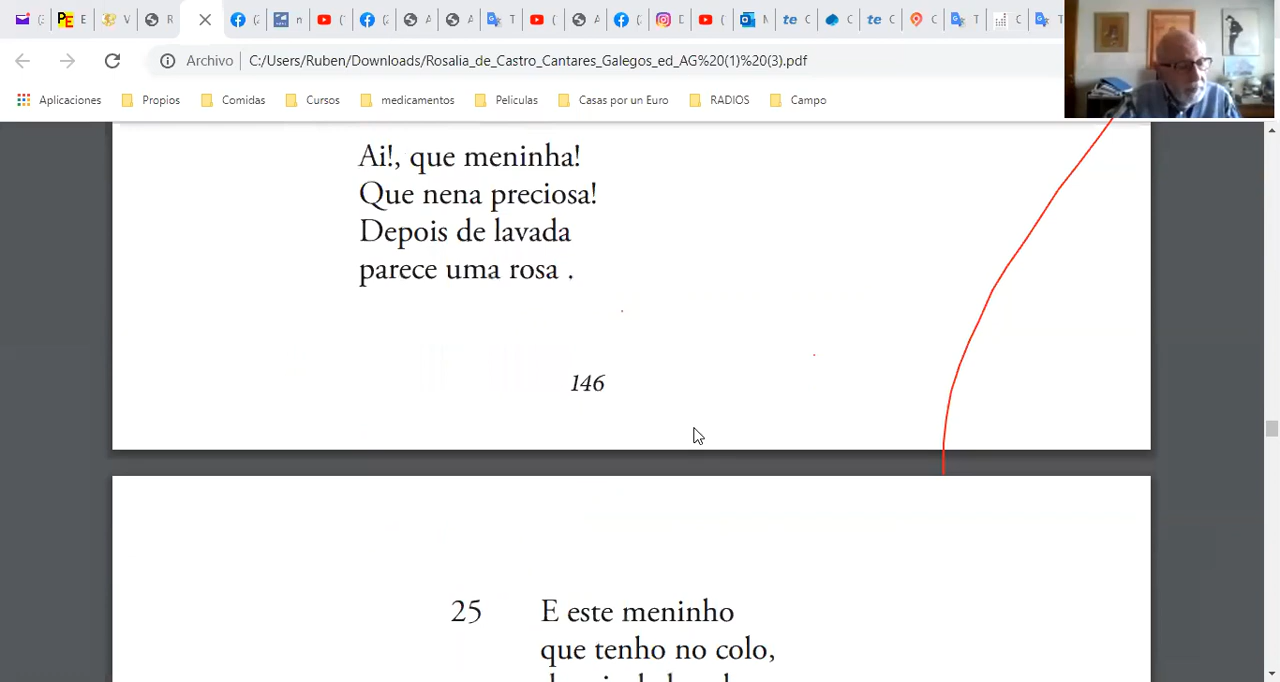 Archivo C:/Users/Ruben/Downloads/Rosalia_de_Castro_Cantares_Galegos_ed_AG%20(1)%20(3).pdf
Aplicaciones Propios Comidas Cursos medicamentos Peliculas Casas por un Euro RADIOS Campo
Ai!, que meninha!
Que nena preciosa!
Depois de lavada
parece uma rosa .
146
25 E este meninho
que tenho no colo,